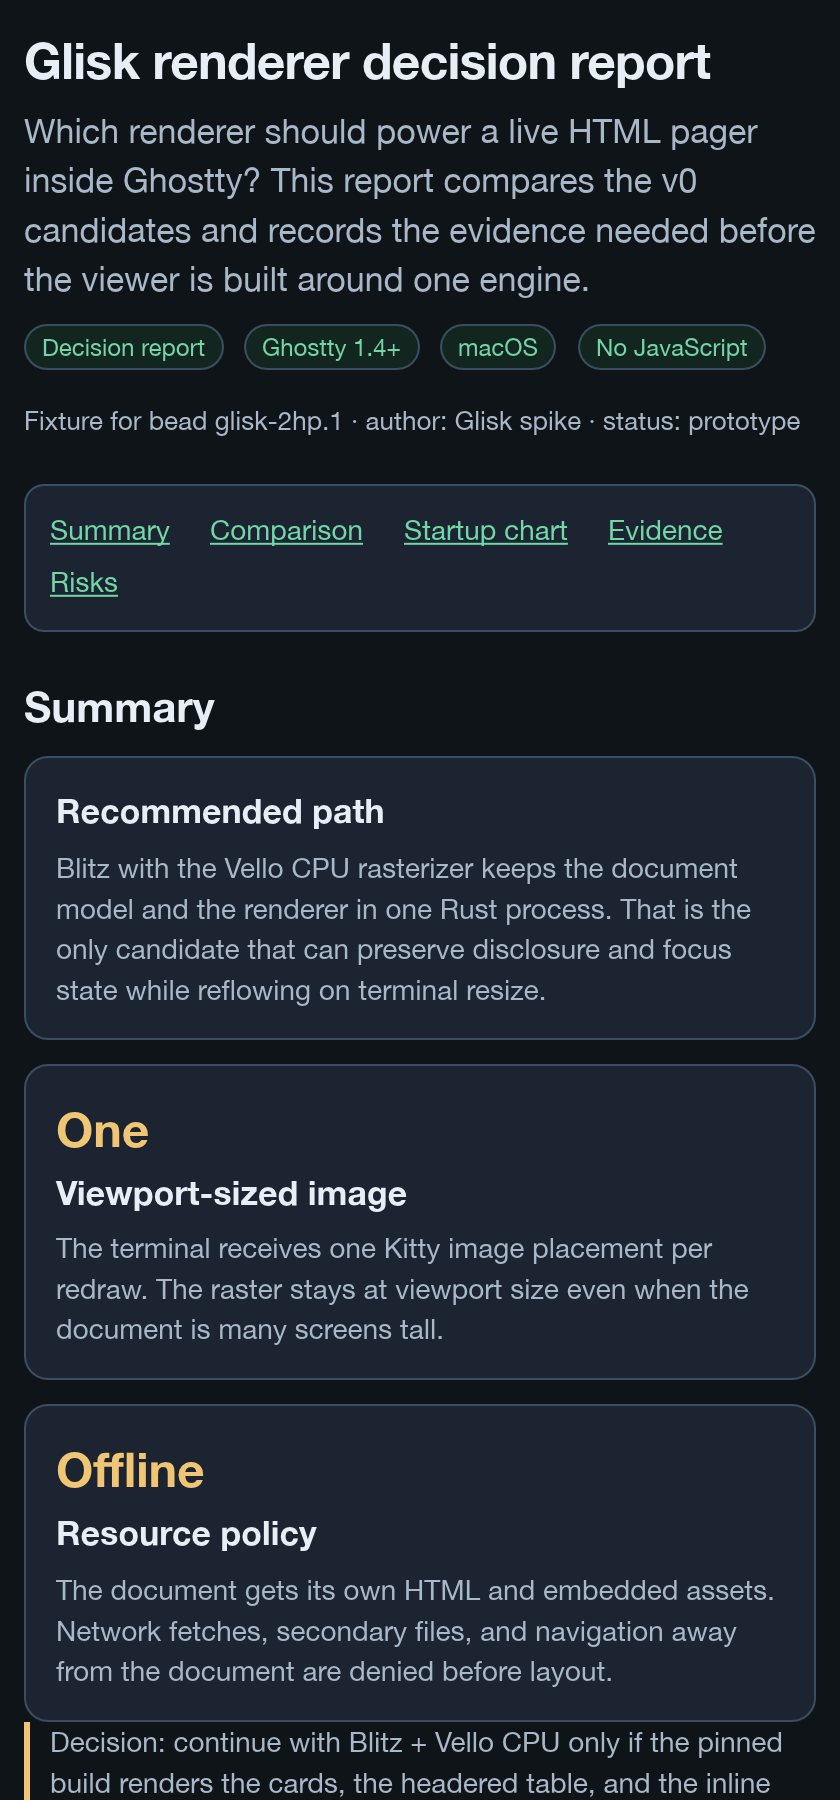 Glisk renderer decision report
Which renderer should power a live HTML pager
inside Ghostty? This report compares the v0
candidates and records the evidence needed before
the viewer is built around one engine.
Decision report Ghostty 1.4+ macOS No JavaScript
Fixture for bead glisk-2hp.1 · author: Glisk spike · status: prototype
Summary Comparison Startup chart Evidence
Risks
Summary
Recommended path
Blitz with the Vello CPU rasterizer keeps the document
model and the renderer in one Rust process. That is the
only candidate that can preserve disclosure and focus
state while reflowing on terminal resize.
One
Viewport-sized image
The terminal receives one Kitty image placement per
redraw. The raster stays at viewport size even when the
document is many screens tall.
Offline
Resource policy
The document gets its own HTML and embedded assets.
Network fetches, secondary files, and navigation away
from the document are denied before layout.
Decision: continue with Blitz + Vello CPU only if the pinned
build renders the cards, the headered table, and the inline